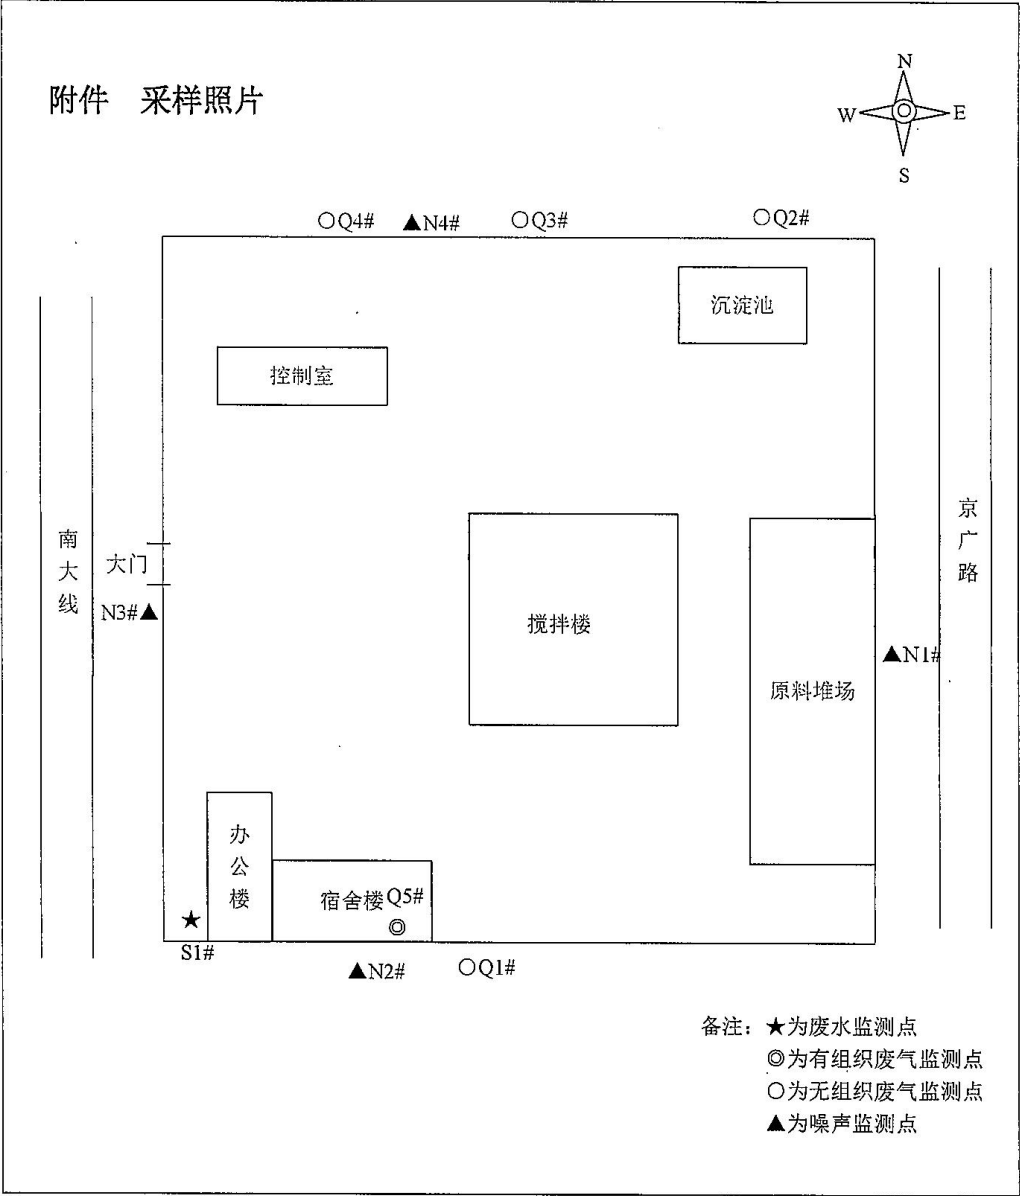 附件 采样照片
N
W
E
S
○Q4#
▲N4#
○Q3#
○Q2#
沉淀池
控制室
南大线
大门
N3#▲
搅拌楼
京广路
▲N1#
原料堆场
办公楼
宿舍楼
Q5#
◎
★
S1#
▲N2#
○Q1#
备注：★为废水监测点
◎为有组织废气监测点
○为无组织废气监测点
▲为噪声监测点